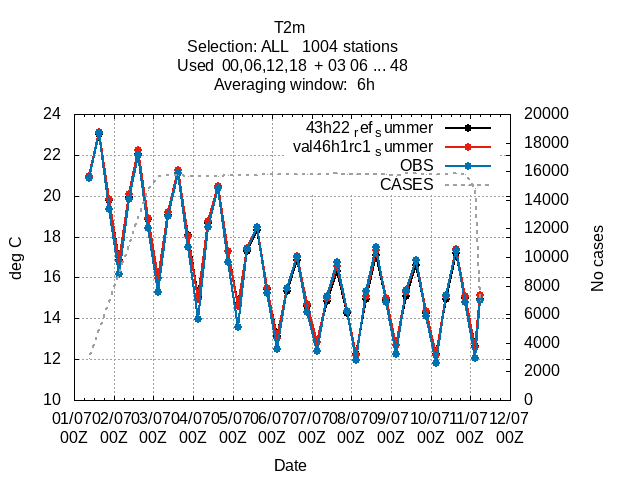 T2m
Selection: ALL   1004 stations
Used  00,06,12,18  + 03 06 ... 48
Averaging window:  6h
24
22
20
18
16
14
12
10
deg C
20000
18000
16000
14000
12000
10000
8000
6000
4000
2000
0
No cases
43h22 refsummer
val46h1rc1 summer
OBS
CASES
01/07 02/07 03/07 04/07 05/07 06/07 07/07 08/07 09/07 10/07 11/07 12/07
00Z 00Z 00Z 00Z 00Z 00Z 00Z 00Z 00Z 00Z 00Z 00Z
Date